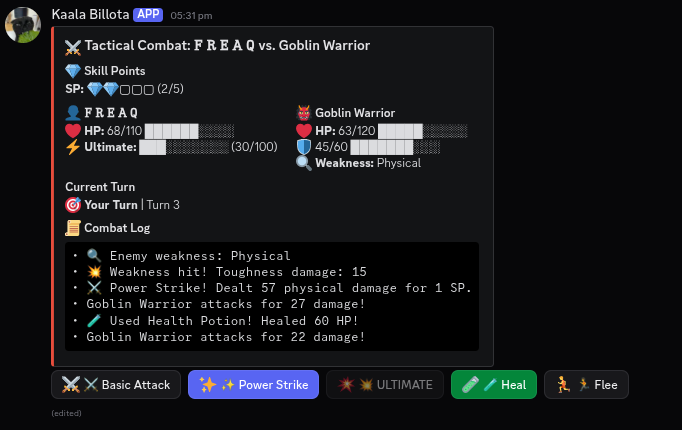 Kaala Billota APP 05:31 pm
⚔️ Tactical Combat: F R E A Q vs. Goblin Warrior
💎 Skill Points
SP: 💎💎▢▢▢ (2/5)
👤 F R E A Q
❤️ HP: 68/110 ██████░░░░
⚡ Ultimate: ███░░░░░░░ (30/100)
👹 Goblin Warrior
❤️ HP: 63/120 █████░░░░░
🛡️ 45/60 ███████░░░
🔍 Weakness: Physical
Current Turn
🎯 Your Turn | Turn 3
📜 Combat Log
• 🔍 Enemy weakness: Physical
• 💥 Weakness hit! Toughness damage: 15
• ⚔️ Power Strike! Dealt 57 physical damage for 1 SP.
• Goblin Warrior attacks for 27 damage!
• 🧪 Used Health Potion! Healed 60 HP!
• Goblin Warrior attacks for 22 damage!
⚔️ ⚔️ Basic Attack ✨ ✨ Power Strike 💥 💥 ULTIMATE 🧪 🧪 Heal 🏃 🏃 Flee
(edited)